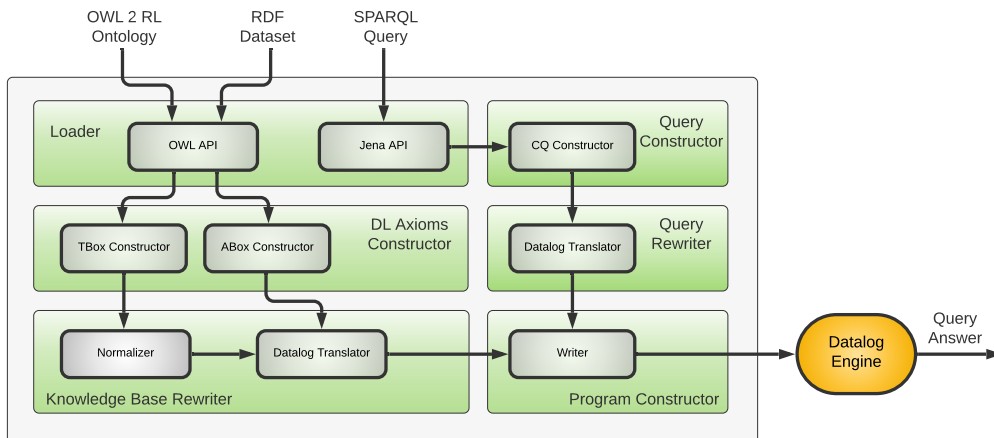 OWL 2 RL
Ontology
RDF
Dataset
SPARQL
Query
Loader
OWL API
Jena API
CQ Constructor
Query
Constructor
TBox Constructor
ABox Constructor
DL Axioms
Constructor
Datalog Translator
Query
Rewriter
Normalizer
Datalog Translator
Knowledge Base Rewriter
Writer
Program Constructor
Datalog
Engine
Query
Answer